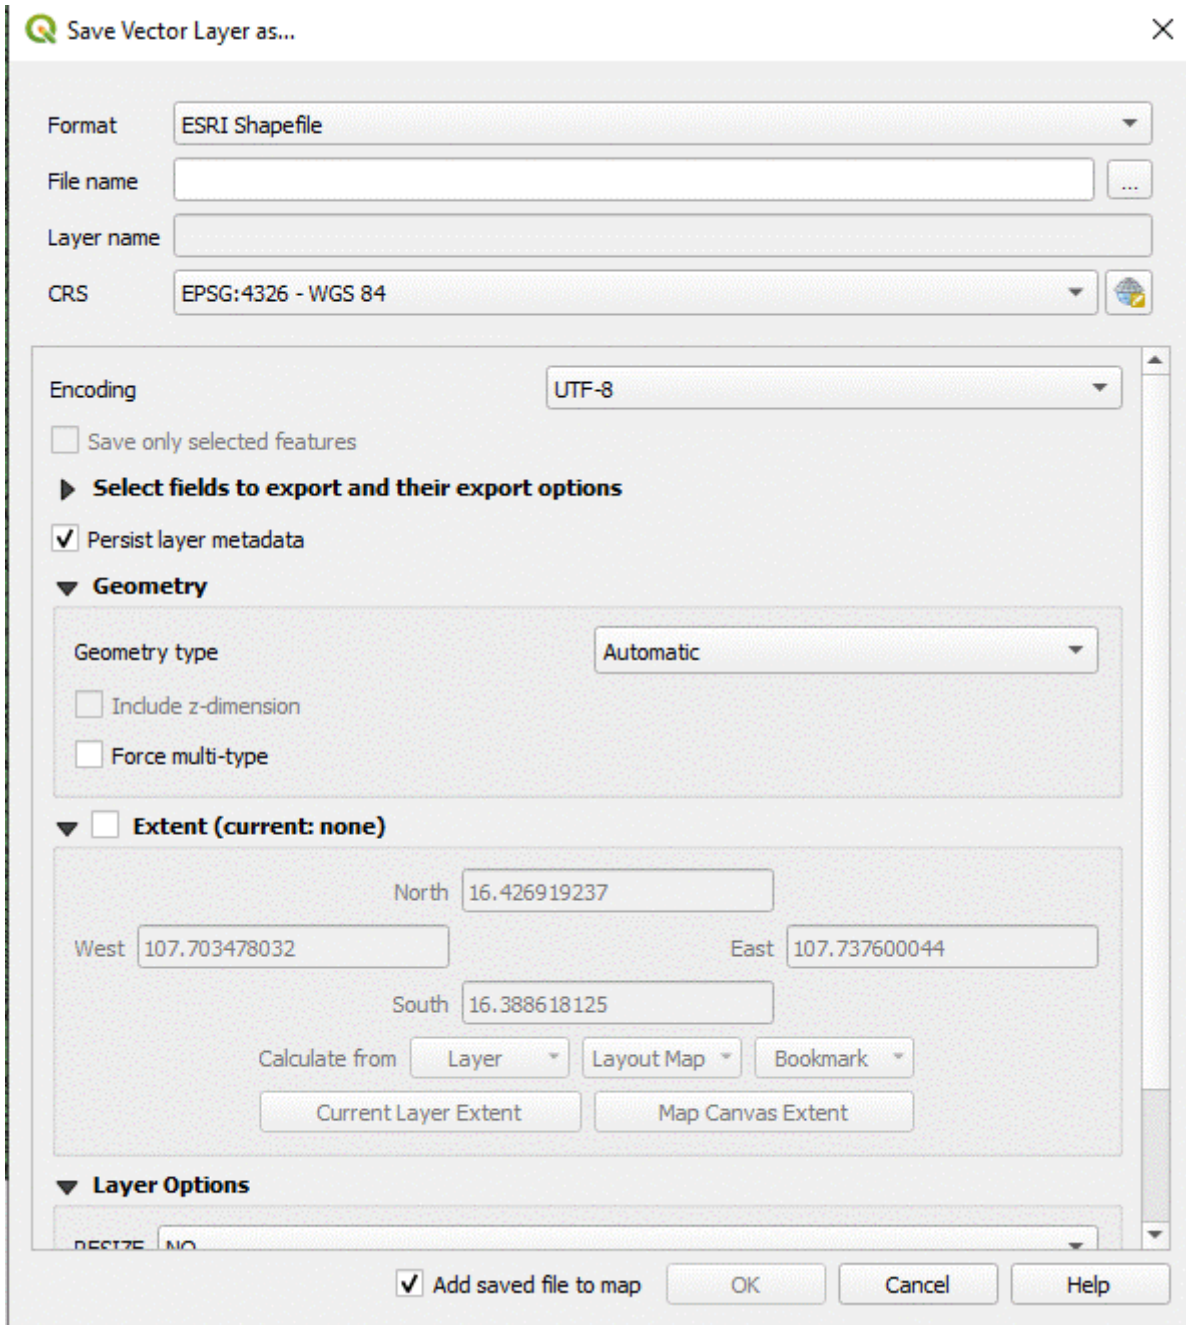 Save Vector Layer as...
Format ESRI Shapefile
File name ...
Layer name
CRS EPSG:4326 - WGS 84
Encoding UTF-8
Save only selected features
Select fields to export and their export options
Persist layer metadata
Geometry
Geometry type Automatic
Include z-dimension
Force multi-type
Extent (current: none)
North 16.426919237
West 107.703478032 East 107.737600044
South 16.388618125
Calculate from Layer Layout Map Bookmark
Current Layer Extent Map Canvas Extent
Layer Options
RESIZE NO
Add saved file to map OK Cancel Help